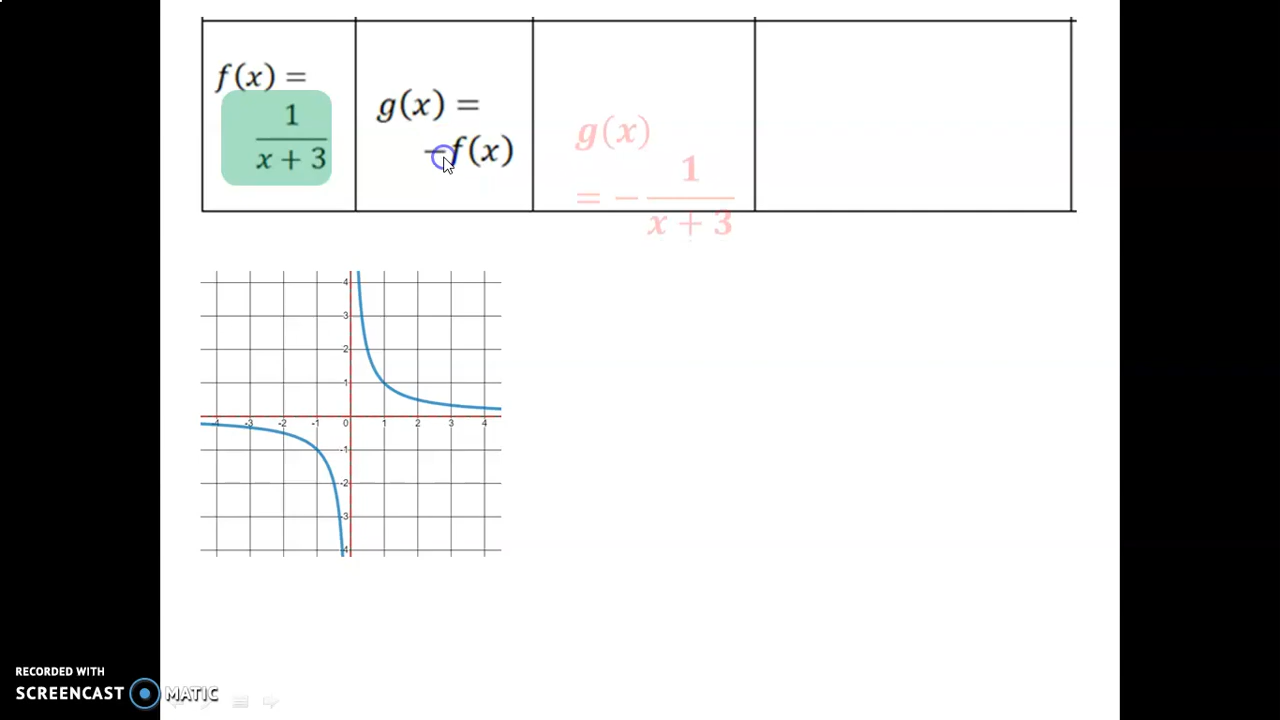 f(x) =
1
x + 3
g(x) =
−f(x)
g(x)
= − 1
x + 3
4
3
2
1
-4 -3 -2 -1 0 1 2 3 4
-1
-2
-3
-4
RECORDED WITH
SCREENCAST MATIC